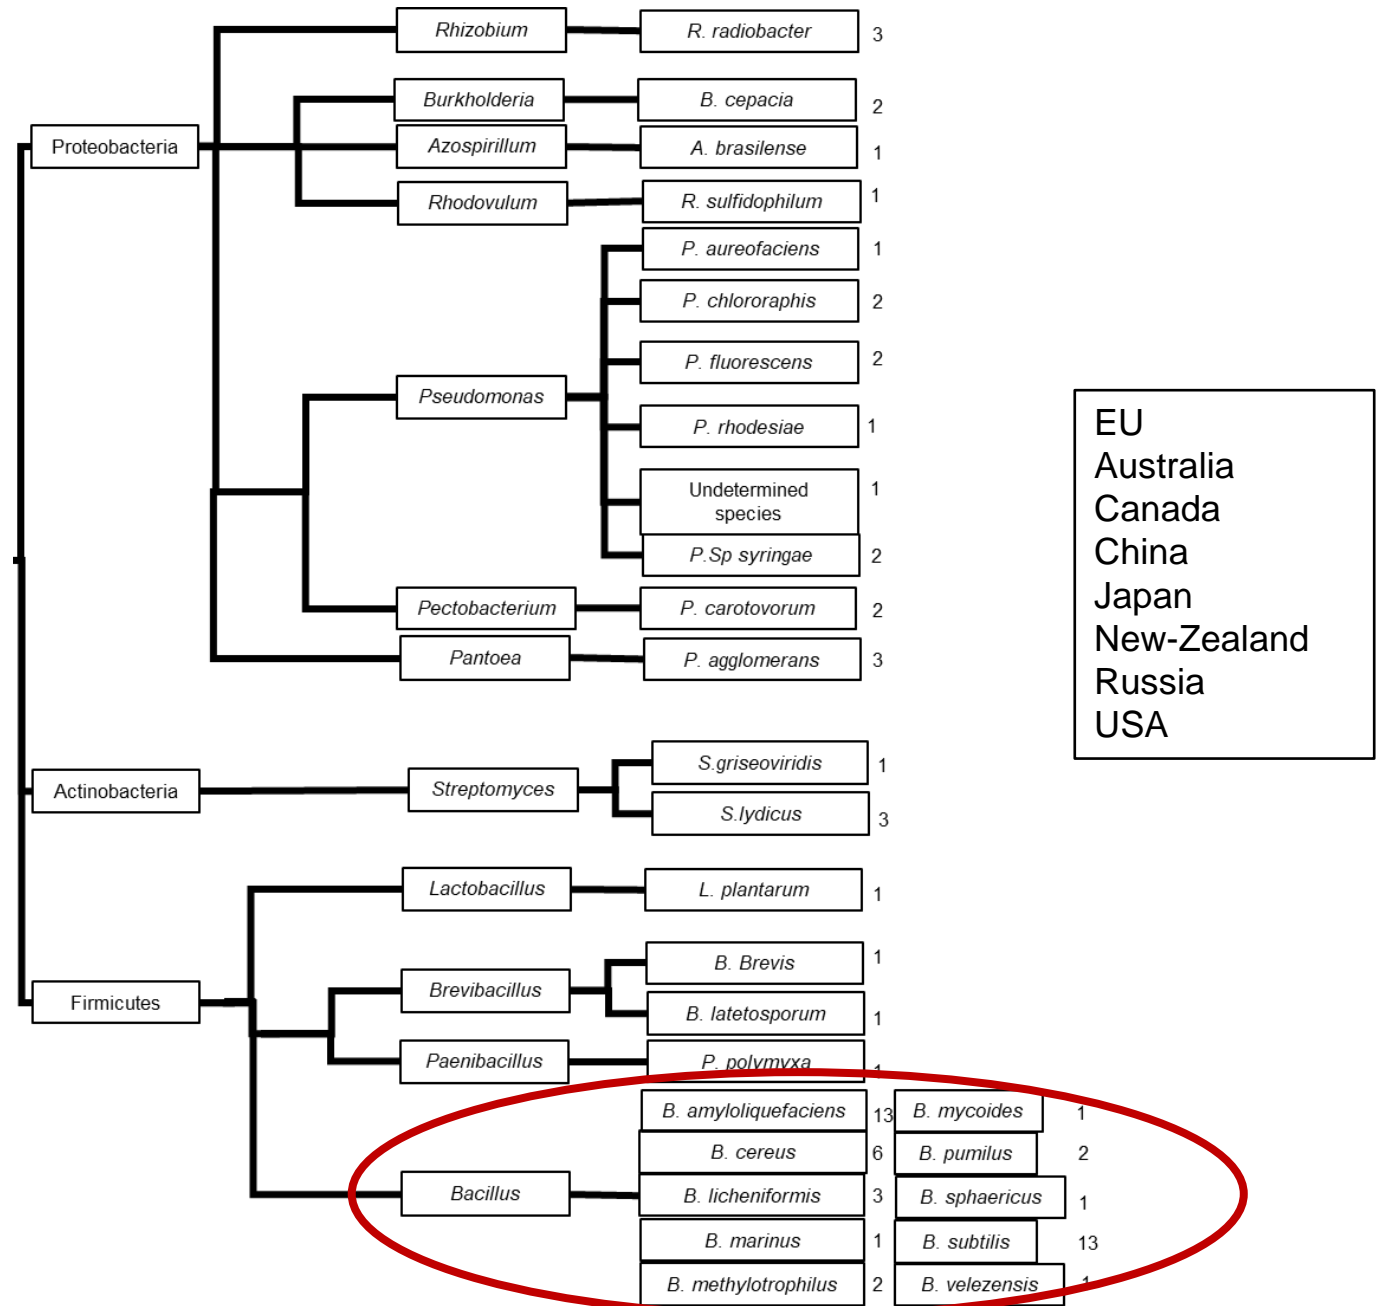 Rhizobium
R. radiobacter
3
Burkholderia
B. cepacia
2
Proteobacteria
Azospirillum
A. brasilense
1
Rhodovulum
R. sulfidophilum
1
P. aureofaciens
1
P. chlororaphis
2
P. fluorescens
2
Pseudomonas
P. rhodesiae
1
Undetermined
species
1
P.Sp syringae
2
Pectobacterium
P. carotovorum
2
Pantoea
P. agglomerans
3
EU
Australia
Canada
China
Japan
New-Zealand
Russia
USA
Actinobacteria
Streptomyces
S.griseoviridis
1
S.lydicus
3
Lactobacillus
L. plantarum
1
Firmicutes
Brevibacillus
B. Brevis
1
B. latetosporum
1
Paenibacillus
P. polymyxa
1
Bacillus
B. amyloliquefaciens
13
B. mycoides
1
B. cereus
6
B. pumilus
2
B. licheniformis
3
B. sphaericus
1
B. marinus
1
B. subtilis
13
B. methylotrophilus
2
B. velezensis
1